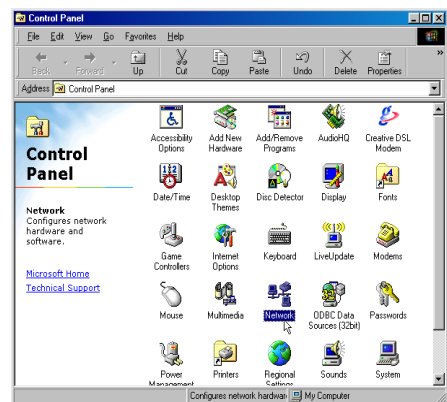 Control Panel
File Edit View Go Favorites Help
Back Forward Up Cut Copy Paste Undo Delete Properties
Address Control Panel
Control
Panel
Network
Configures network
hardware and
software.
Microsoft Home
Technical Support
Accessibility Options
Add New Hardware
Add/Remove Programs
AudioHQ
Creative DSL Modem
Date/Time
Desktop Themes
Disc Detector
Display
Fonts
Game Controllers
Internet Options
Keyboard
LiveUpdate
Modems
Mouse
Multimedia
Network
ODBC Data Sources (32bit)
Passwords
Power Management
Printers
Regional Settings
Sounds
System
Configures network hardwar
My Computer